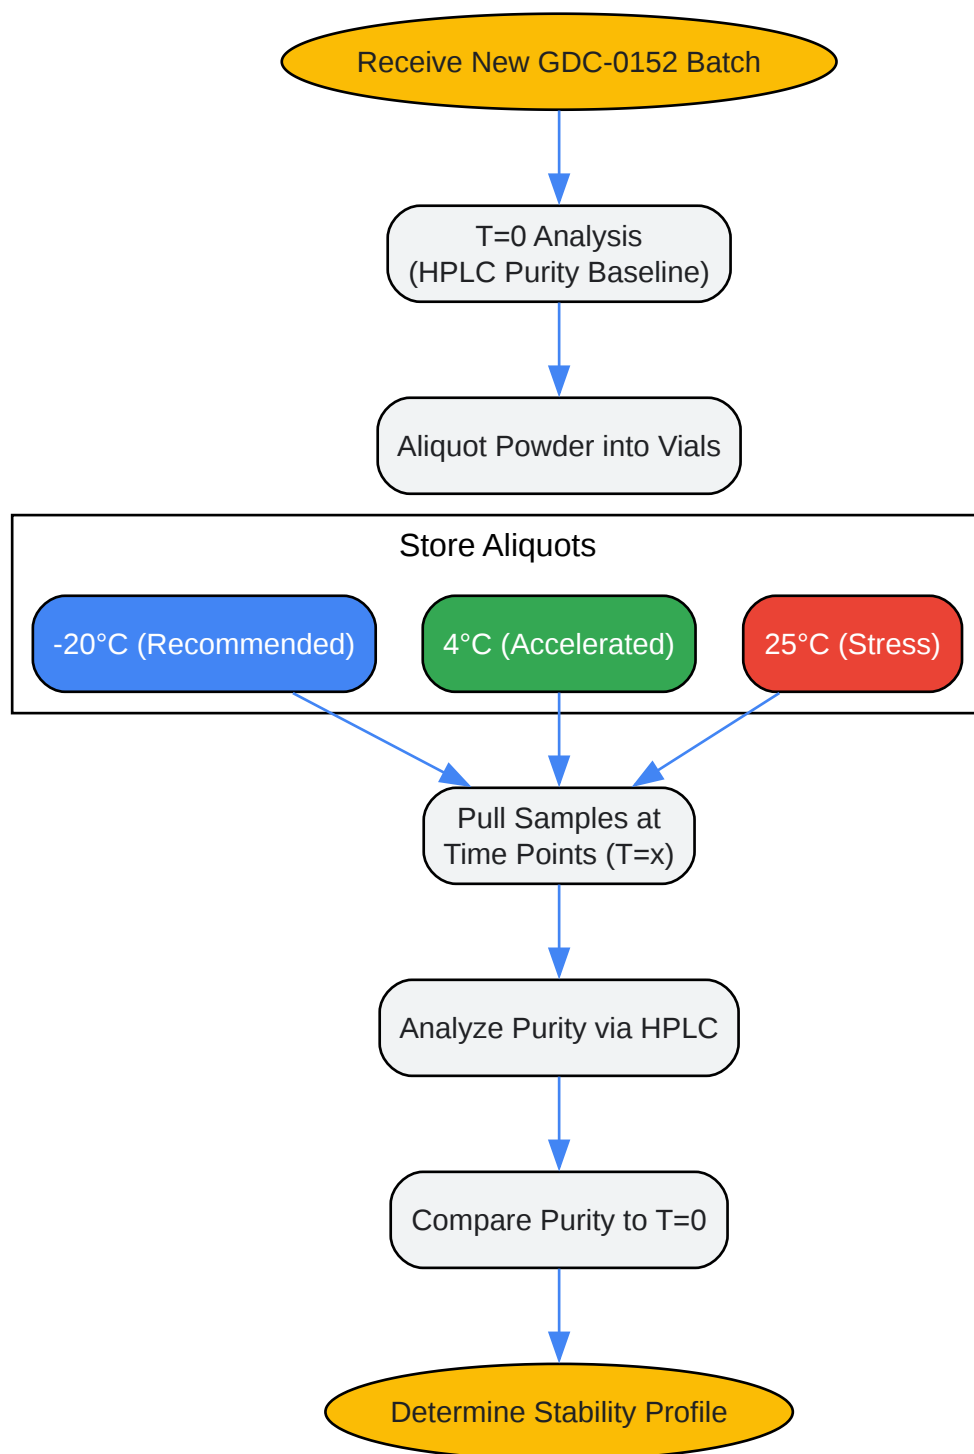 Receive New GDC-0152 Batch
T=0 Analysis
(HPLC Purity Baseline)
Aliquot Powder into Vials
Store Aliquots
-20°C (Recommended)
4°C (Accelerated)
25°C (Stress)
Pull Samples at
Time Points (T=x)
Analyze Purity via HPLC
Compare Purity to T=0
Determine Stability Profile